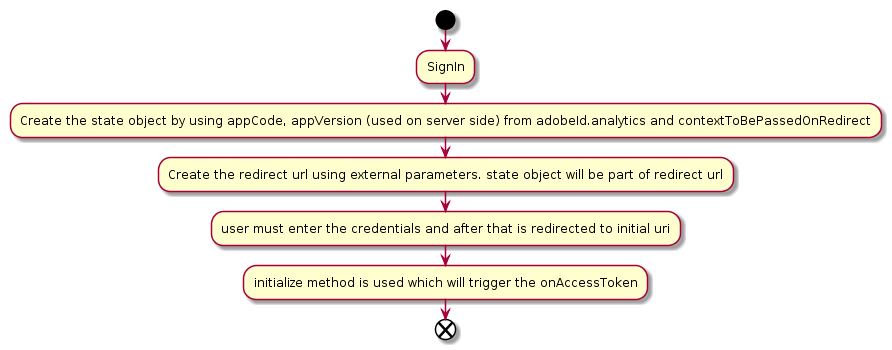 SignIn
Create the state object by using appCode, appVersion (used on server side) from adobeId.analytics and contextToBePassedOnRedirect
Create the redirect url using external parameters. state object will be part of redirect url
user must enter the credentials and after that is redirected to initial uri
initialize method is used which will trigger the onAccessToken